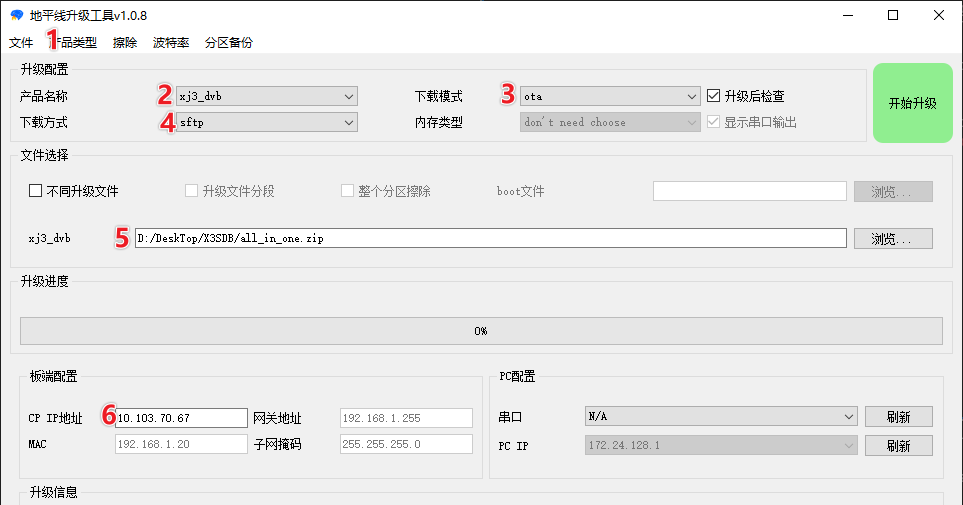 地平线升级工具v1.0.8
文件 1 产品类型 擦除 波特率 分区备份
升级配置
产品名称 2 xj3_dvb 下载模式 3 ota 升级后检查 开始升级
下载方式 4 sftp 内存类型 don't need choose 显示串口输出
文件选择
不同升级文件 升级文件分段 整个分区擦除 boot文件 浏览...
xj3_dvb 5 D:/DeskTop/X3SDB/all_in_one.zip 浏览...
升级进度
0%
板端配置 PC配置
CP IP地址 6 10.103.70.67 网关地址 192.168.1.255 串口 N/A 刷新
MAC 192.168.1.20 子网掩码 255.255.255.0 PC IP 172.24.128.1 刷新
升级信息